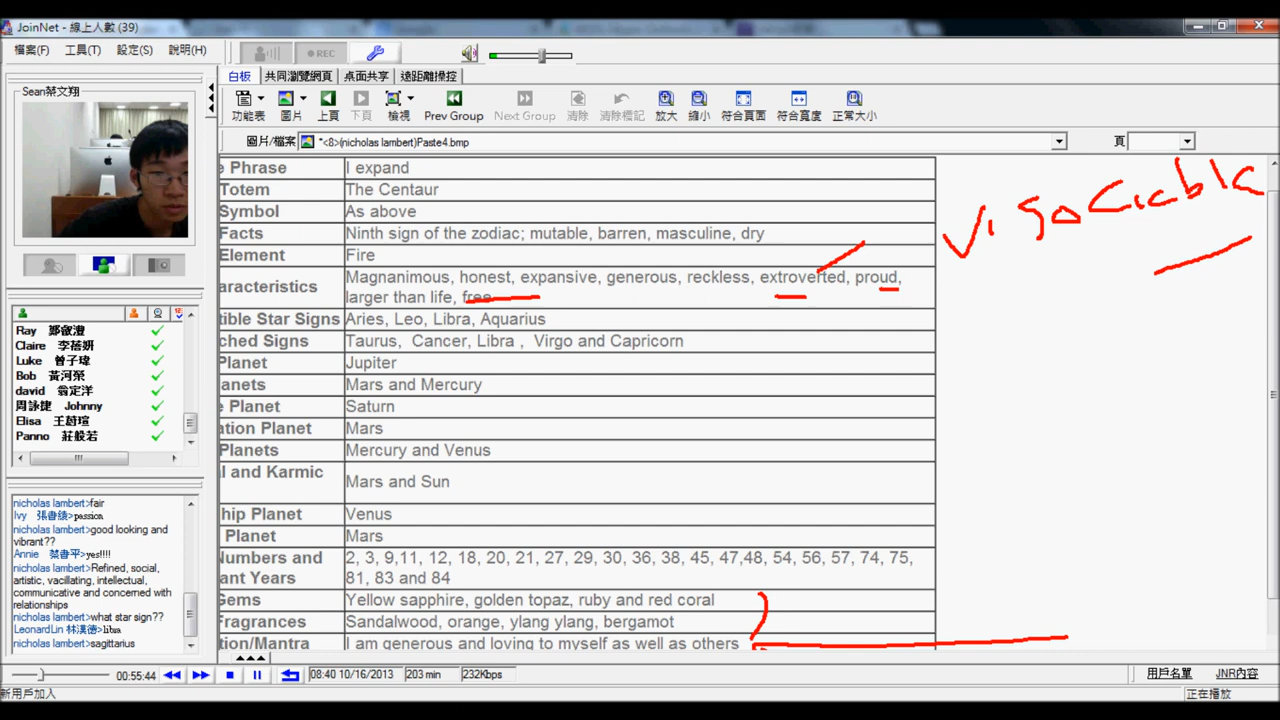 JoinNet - 線上人數 (39)
檔案(F) 工具(T) 設定(S) 說明(H)
REC
Sean蔡文翔
白板 共同瀏覽網頁 桌面共享 遠距離操控
功能表 圖片 上頁 下頁 檢視 Prev Group Next Group 清除 清除標記 放大 縮小 符合頁面 符合寬度 正常大小
圖片/檔案 *<8>(nicholas lambert)Paste4.bmp 頁
e Phrase I expand
Totem The Centaur
Symbol As above
Facts Ninth sign of the zodiac; mutable, barren, masculine, dry
Element Fire
aracteristics Magnanimous, honest, expansive, generous, reckless, extroverted, proud,
larger than life, free
tible Star Signs Aries, Leo, Libra, Aquarius
ched Signs Taurus, Cancer, Libra , Virgo and Capricorn
Planet Jupiter
lanets Mars and Mercury
e Planet Saturn
ation Planet Mars
Planets Mercury and Venus
al and Karmic
Mars and Sun
hip Planet Venus
Planet Mars
Numbers and 2, 3, 9,11, 12, 18, 20, 21, 27, 29, 30, 36, 38, 45, 47,48, 54, 56, 57, 74, 75,
ant Years 81, 83 and 84
Gems Yellow sapphire, golden topaz, ruby and red coral
Fragrances Sandalwood, orange, ylang ylang, bergamot
tion/Mantra I am generous and loving to myself as well as others
Ray 鄭叡澧
Claire 李蓓妍
Luke 曾子瑋
Bob 黃河榮
david 翁定洋
周詠捷 Johnny
Elisa 王蒔瑄
Panno 莊般若
nicholas lambert>fair
Ivy >passion
nicholas lambert>good looking and
vibrant??
Annie >yes!!!!
nicholas lambert>Refined, social,
artistic, vacillating, intellectual,
communicative and concerned with
relationships
nicholas lambert>what star sign??
LeonardLin 林漢德>libra
nicholas lambert>sagittarius
00:55:44 08:40 10/16/2013 203 min 232Kbps 用戶名單 JNR內容
新用戶加入 正在播放